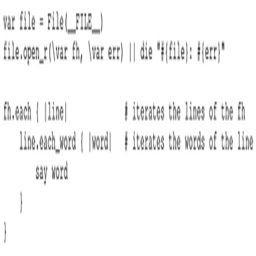 var file = File(__FILE__)
file.open_r(\var fh, \var err) || die "#{file}: #{err}"

fh.each { |line|            # iterates the lines of the fh
    line.each_word { |word|  # iterates the words of the line
        say word
    }
}